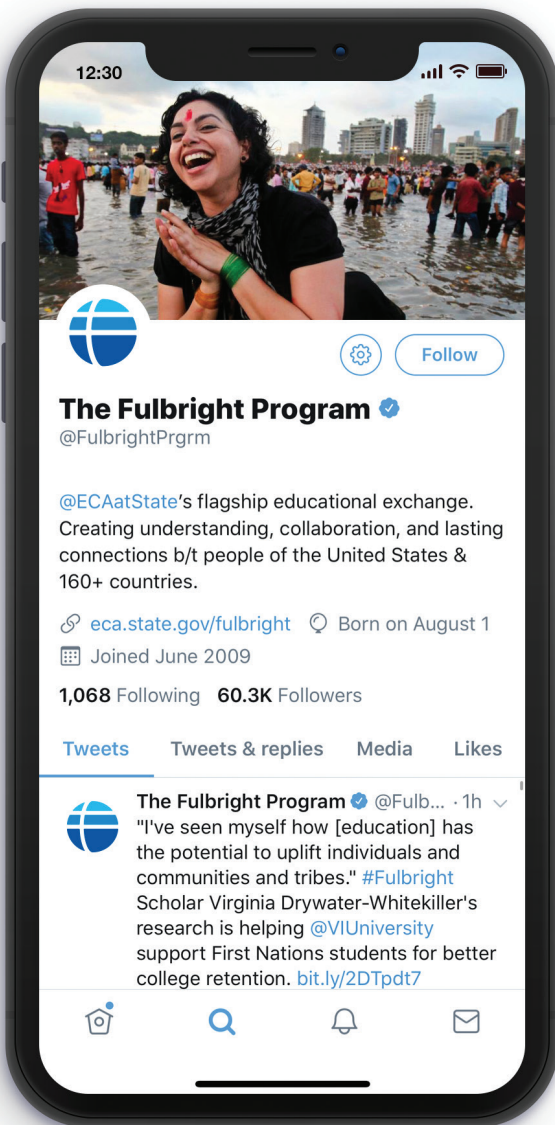 12:30
Follow
The Fulbright Program
@FulbrightPrgrm
@ECAatState's flagship educational exchange.
Creating understanding, collaboration, and lasting
connections b/t people of the United States &
160+ countries.
eca.state.gov/fulbright Born on August 1
Joined June 2009
1,068 Following 60.3K Followers
Tweets Tweets & replies Media Likes
The Fulbright Program @Fulb... · 1h
"I've seen myself how [education] has
the potential to uplift individuals and
communities and tribes." #Fulbright
Scholar Virginia Drywater-Whitekiller's
research is helping @VIUniversity
support First Nations students for better
college retention. bit.ly/2DTpdt7